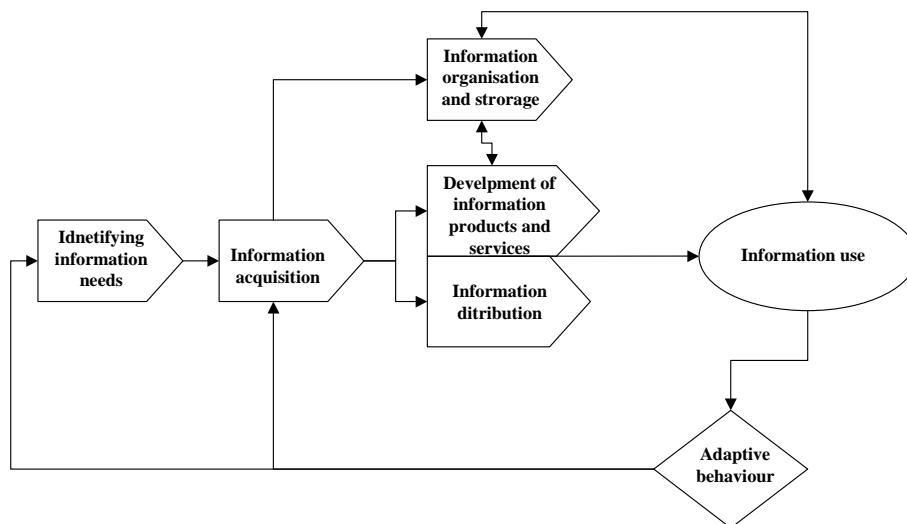 Information
organisation
and strorage
Develpment of
information
products and
services
Idnetifying
information
needs
Information
acquisition
Information use
Information
ditribution
Adaptive
behaviour